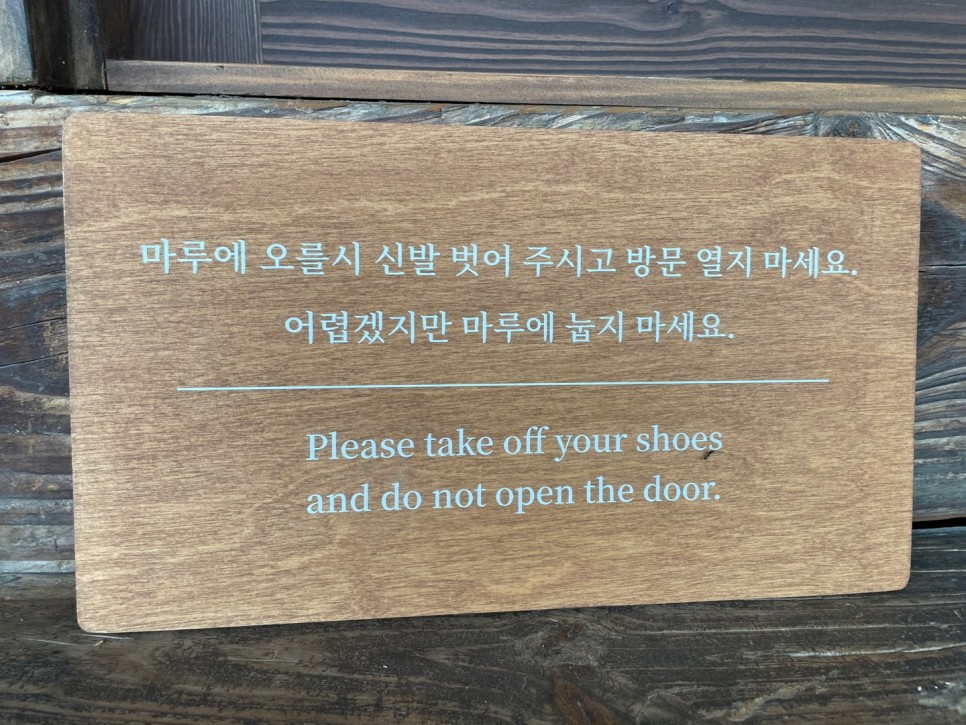 마루에 오를시 신발 벗어 주시고 방문 열지 마세요.
어렵겠지만 마루에 눕지 마세요.
Please take off your shoes
and do not open the door.